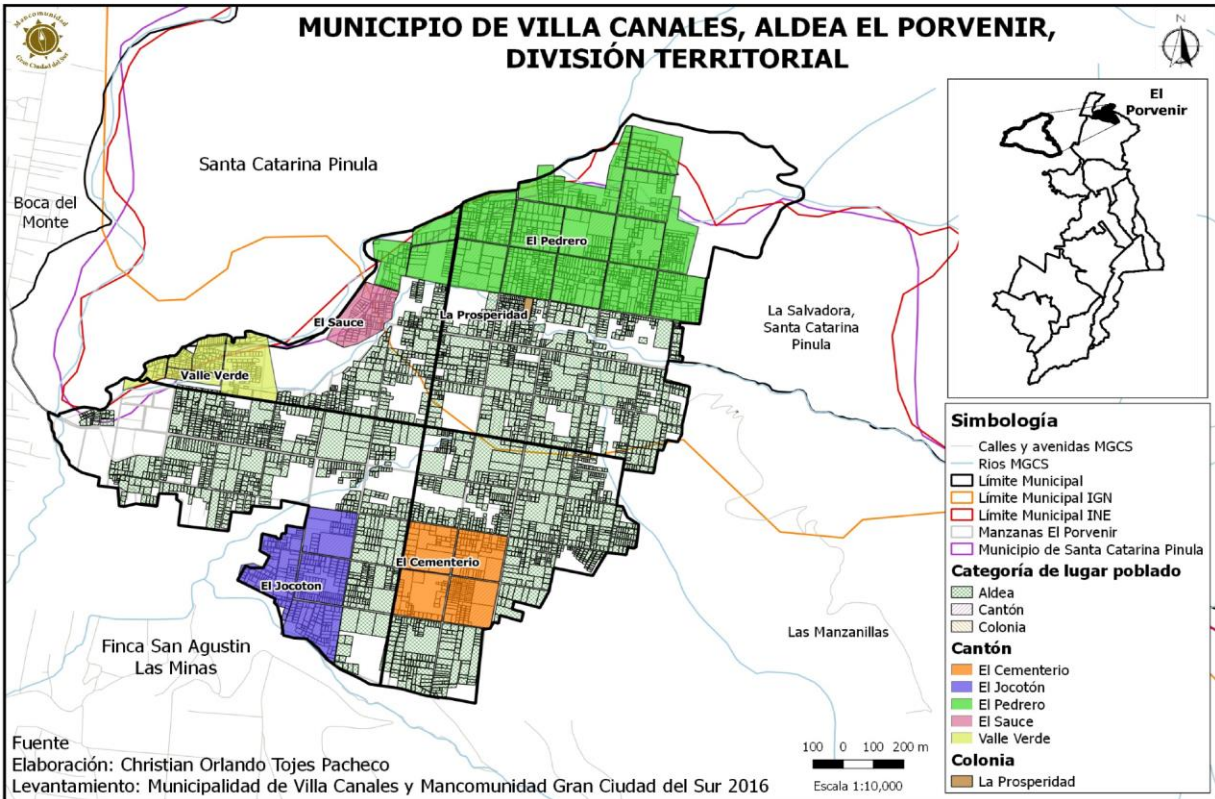 Mancomunidad
Gran Ciudad del Sur
MUNICIPIO DE VILLA CANALES, ALDEA EL PORVENIR,
DIVISIÓN TERRITORIAL
N
El
Porvenir
Santa Catarina Pinula
Boca del
Monte
El Pedrero
El Sauce
La Prosperidad
La Salvadora,
Santa Catarina
Pinula
Valle Verde
El Cementerio
El Jocoton
Finca San Agustin
Las Minas
Las Manzanillas
Simbología
Calles y avenidas MGCS
Rios MGCS
Límite Municipal
Límite Municipal IGN
Límite Municipal INE
Manzanas El Porvenir
Municipio de Santa Catarina Pinula
Categoría de lugar poblado
Aldea
Cantón
Colonia
Cantón
El Cementerio
El Jocotón
El Pedrero
El Sauce
Valle Verde
Colonia
La Prosperidad
Fuente
Elaboración: Christian Orlando Tojes Pacheco
Levantamiento: Municipalidad de Villa Canales y Mancomunidad Gran Ciudad del Sur 2016
100 0 100 200 m
Escala 1:10,000